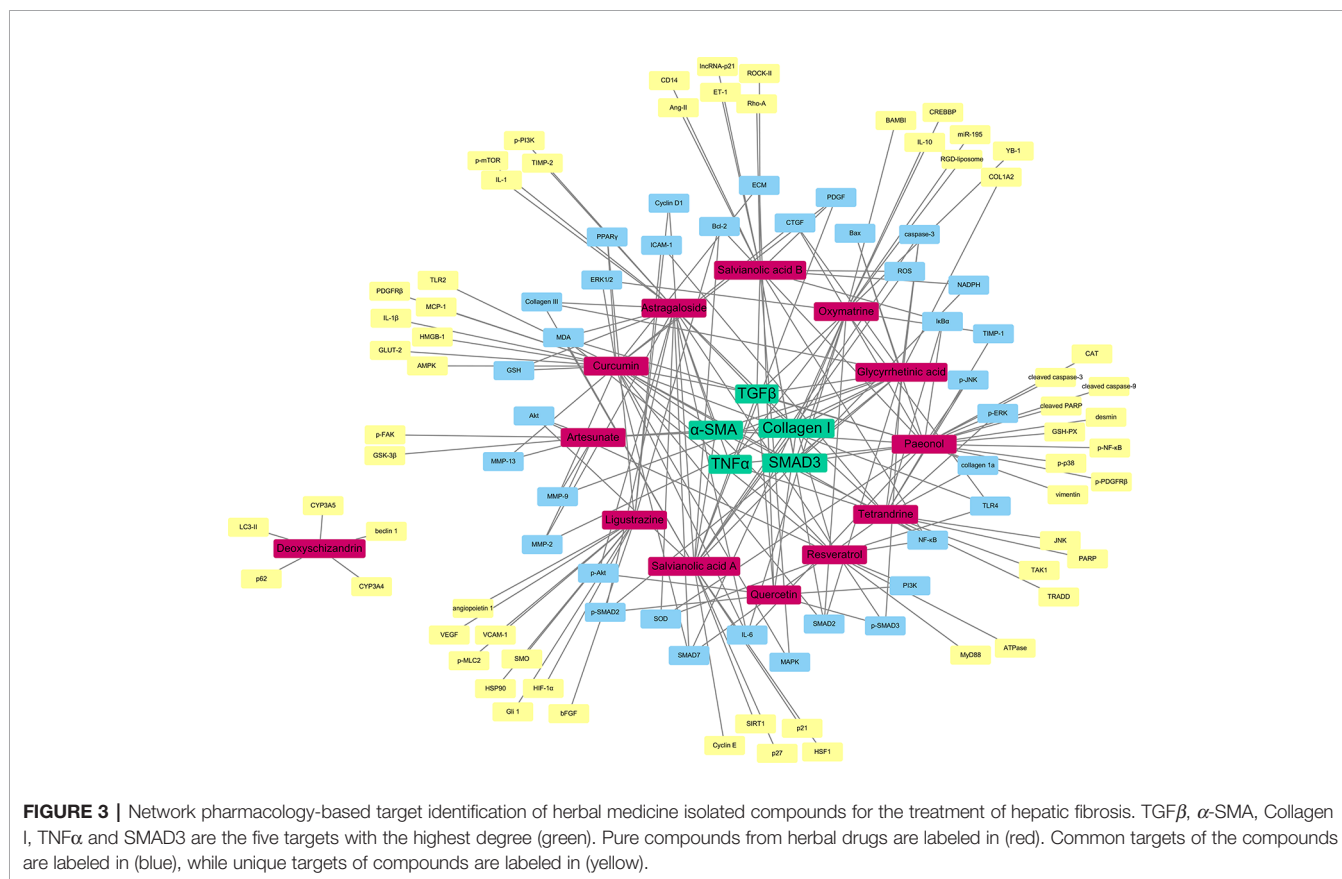 lncRNA-p21
ROCK-II
CD14
ET-1
Ang-II
Rho-A
CREBBP
BAMBI
miR-195
IL-10
YB-1
RGD-liposome
COL1A2
p-PI3K
p-mTOR
TIMP-2
IL-1
ECM
PDGF
Cyclin D1
Bcl-2
CTGF
Bax
caspase-3
PPARγ
ICAM-1
Salvianolic acid B
ROS
ERK1/2
NADPH
TLR2
PDGFRβ
MCP-1
Collagen III
Astragaloside
Oxymatrine
IκBα
IL-1β
TIMP-1
HMGB-1
MDA
GLUT-2
AMPK
GSH
Curcumin
Glycyrrhetinic acid
p-JNK
CAT
cleaved caspase-3
cleaved caspase-9
TGFβ
cleaved PARP
Akt
p-ERK
desmin
α-SMA
Collagen I
GSH-PX
p-FAK
Artesunate
Paeonol
p-NF-κB
GSK-3β
MMP-13
TNFα
SMAD3
collagen 1a
p-p38
p-PDGFRβ
vimentin
MMP-9
TLR4
CYP3A5
LC3-II
beclin 1
Ligustrazine
Tetrandrine
Deoxyschizandrin
MMP-2
NF-κB
JNK
PARP
Salvianolic acid A
Resveratrol
TAK1
p62
CYP3A4
p-Akt
PI3K
TRADD
Quercetin
angiopoietin 1
p-SMAD2
SOD
SMAD2
p-SMAD3
VEGF
VCAM-1
IL-6
p-MLC2
SMO
SMAD7
MAPK
MyD88
ATPase
HSP90
HIF-1α
Gli 1
bFGF
SIRT1
p21
Cyclin E
p27
HSF1
FIGURE 3 | Network pharmacology-based target identification of herbal medicine isolated compounds for the treatment of hepatic fibrosis. TGFβ, α-SMA, Collagen
I, TNFα and SMAD3 are the five targets with the highest degree (green). Pure compounds from herbal drugs are labeled in (red). Common targets of the compounds
are labeled in (blue), while unique targets of compounds are labeled in (yellow).